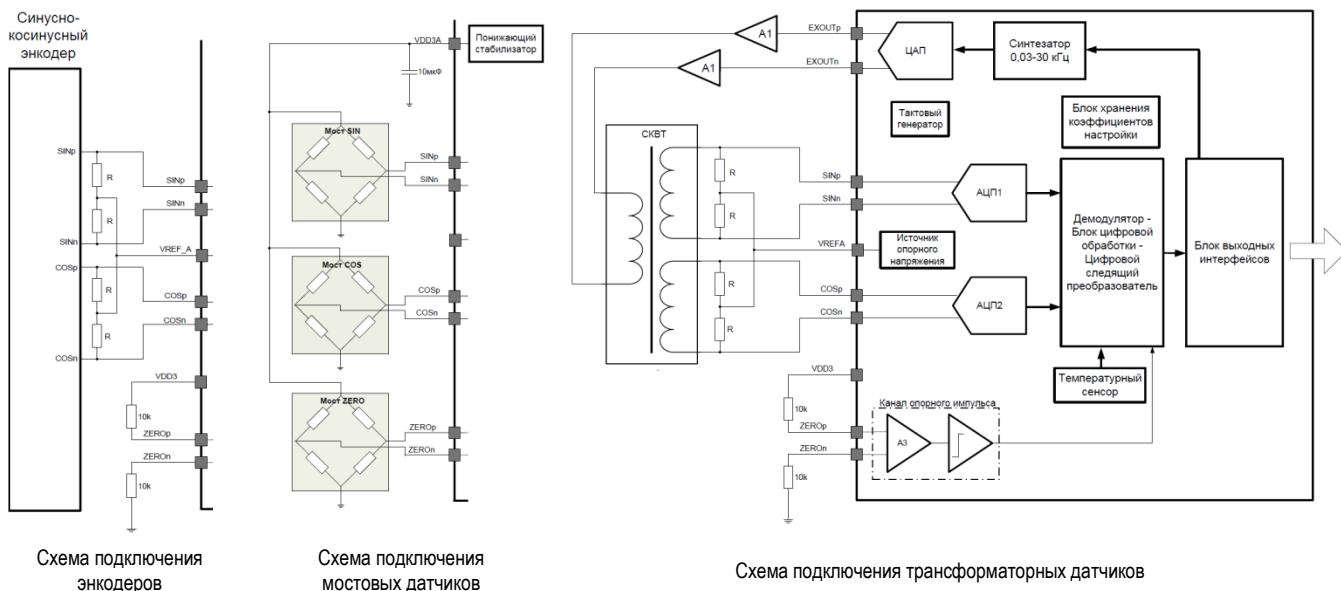 Синусно-
косинусный
энкодер
SINp
R
SINp
R
SINn
SINn
VREF_A
COSp
R
COSp
R
COSn
COSn
VDD3
10k
ZEROp
ZEROn
10k
Схема подключения
энкодеров
VDD3A
Понижающий
стабилизатор
10мкФ
Мост SIN
SINp
SINn
Мост COS
COSp
COSn
Мост ZERO
ZEROp
ZEROn
Схема подключения
мостовых датчиков
A1
EXOUTp
A1
EXOUTn
ЦАП
Синтезатор
0,03-30 кГц
Тактовый
генератор
Блок хранения
коэффициентов
настройки
СКВТ
R
R
SINp
SINn
VREFA
R
R
COSp
COSn
АЦП1
Источник
опорного
напряжения
АЦП2
Демодулятор -
Блок цифровой
обработки -
Цифровой
следящий
преобразователь
Блок выходных
интерфейсов
Температурный
сенсор
VDD3
10k
ZEROp
ZEROn
10k
Канал опорного импульса
А3
Схема подключения трансформаторных датчиков